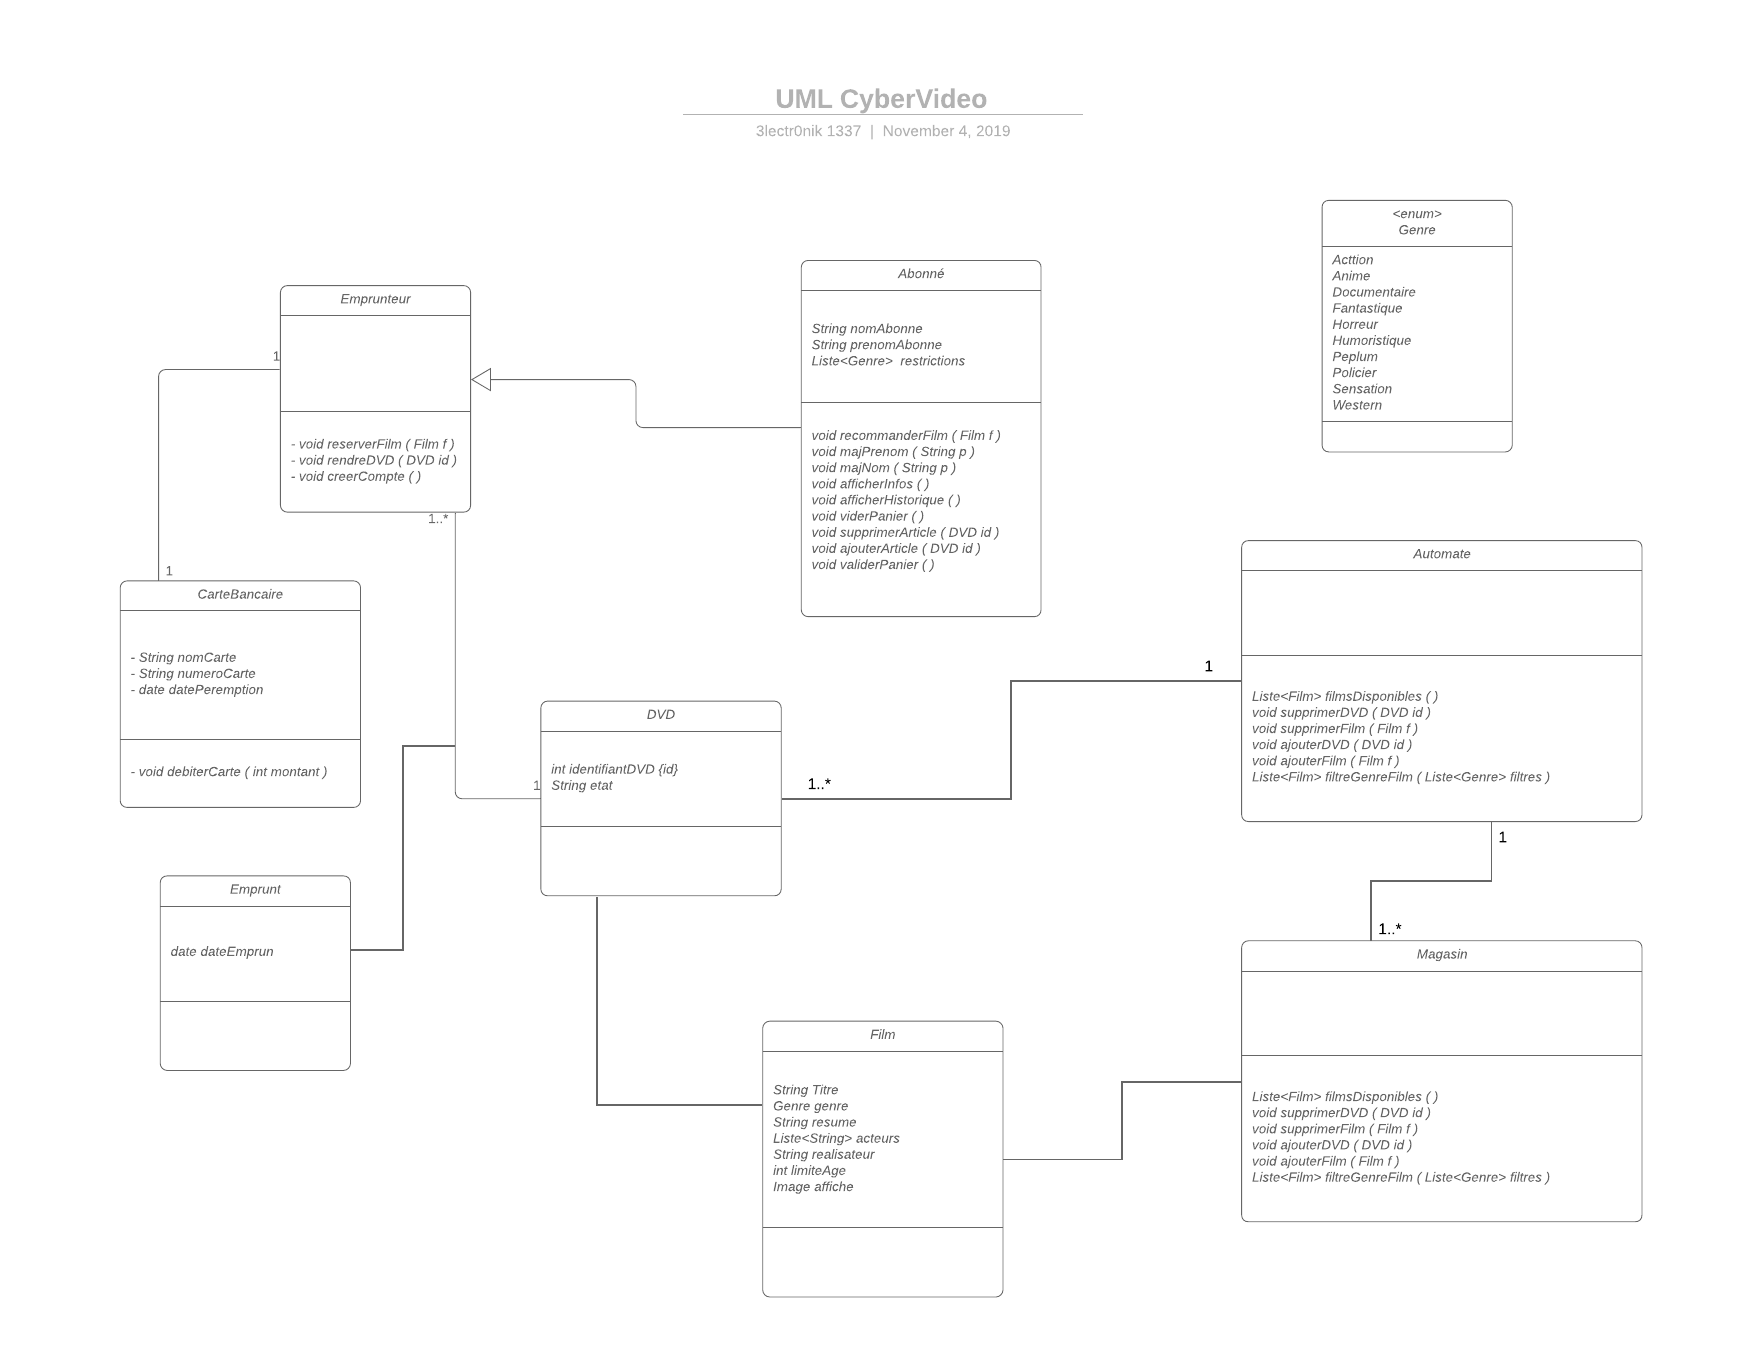 UML CyberVideo
3lectr0nik 1337 | November 4, 2019
<enum>
Genre
Acttion
Anime
Documentaire
Fantastique
Horreur
Humoristique
Peplum
Policier
Sensation
Western
Abonné
String nomAbonne
String prenomAbonne
Liste<Genre> restrictions
void recommanderFilm ( Film f )
void majPrenom ( String p )
void majNom ( String p )
void afficherInfos ( )
void afficherHistorique ( )
void viderPanier ( )
void supprimerArticle ( DVD id )
void ajouterArticle ( DVD id )
void validerPanier ( )
Emprunteur
- void reserverFilm ( Film f )
- void rendreDVD ( DVD id )
- void creerCompte ( )
1
1..*
1
CarteBancaire
- String nomCarte
- String numeroCarte
- date datePeremption
- void debiterCarte ( int montant )
Automate
Liste<Film> filmsDisponibles ( )
void supprimerDVD ( DVD id )
void supprimerFilm ( Film f )
void ajouterDVD ( DVD id )
void ajouterFilm ( Film f )
Liste<Film> filtreGenreFilm ( Liste<Genre> filtres )
1
DVD
int identifiantDVD {id}
String etat
1
1..*
1
1..*
Emprunt
date dateEmprun
Magasin
Liste<Film> filmsDisponibles ( )
void supprimerDVD ( DVD id )
void supprimerFilm ( Film f )
void ajouterDVD ( DVD id )
void ajouterFilm ( Film f )
Liste<Film> filtreGenreFilm ( Liste<Genre> filtres )
Film
String Titre
Genre genre
String resume
Liste<String> acteurs
String realisateur
int limiteAge
Image affiche